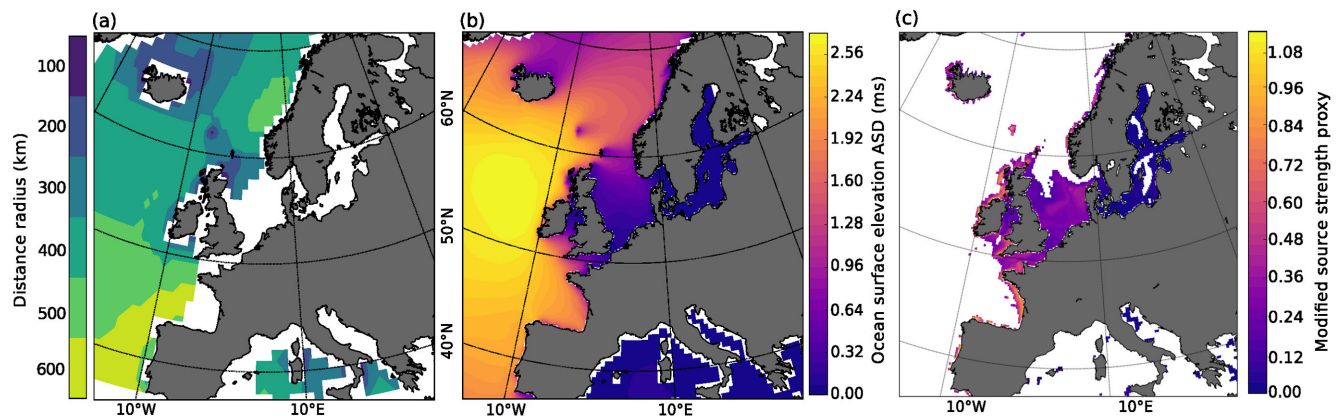 (a)
(b)
(c)
Distance radius (km)
100
200
300
400
500
600
10°W
10°E
60°N
50°N
40°N
10°W
10°E
2.56
2.24
1.92
1.60
1.28
0.96
0.64
0.32
0.00
Ocean surface elevation ASD (ms)
10°W
10°E
1.08
0.96
0.84
0.72
0.60
0.48
0.36
0.24
0.12
0.00
Modified source strength proxy